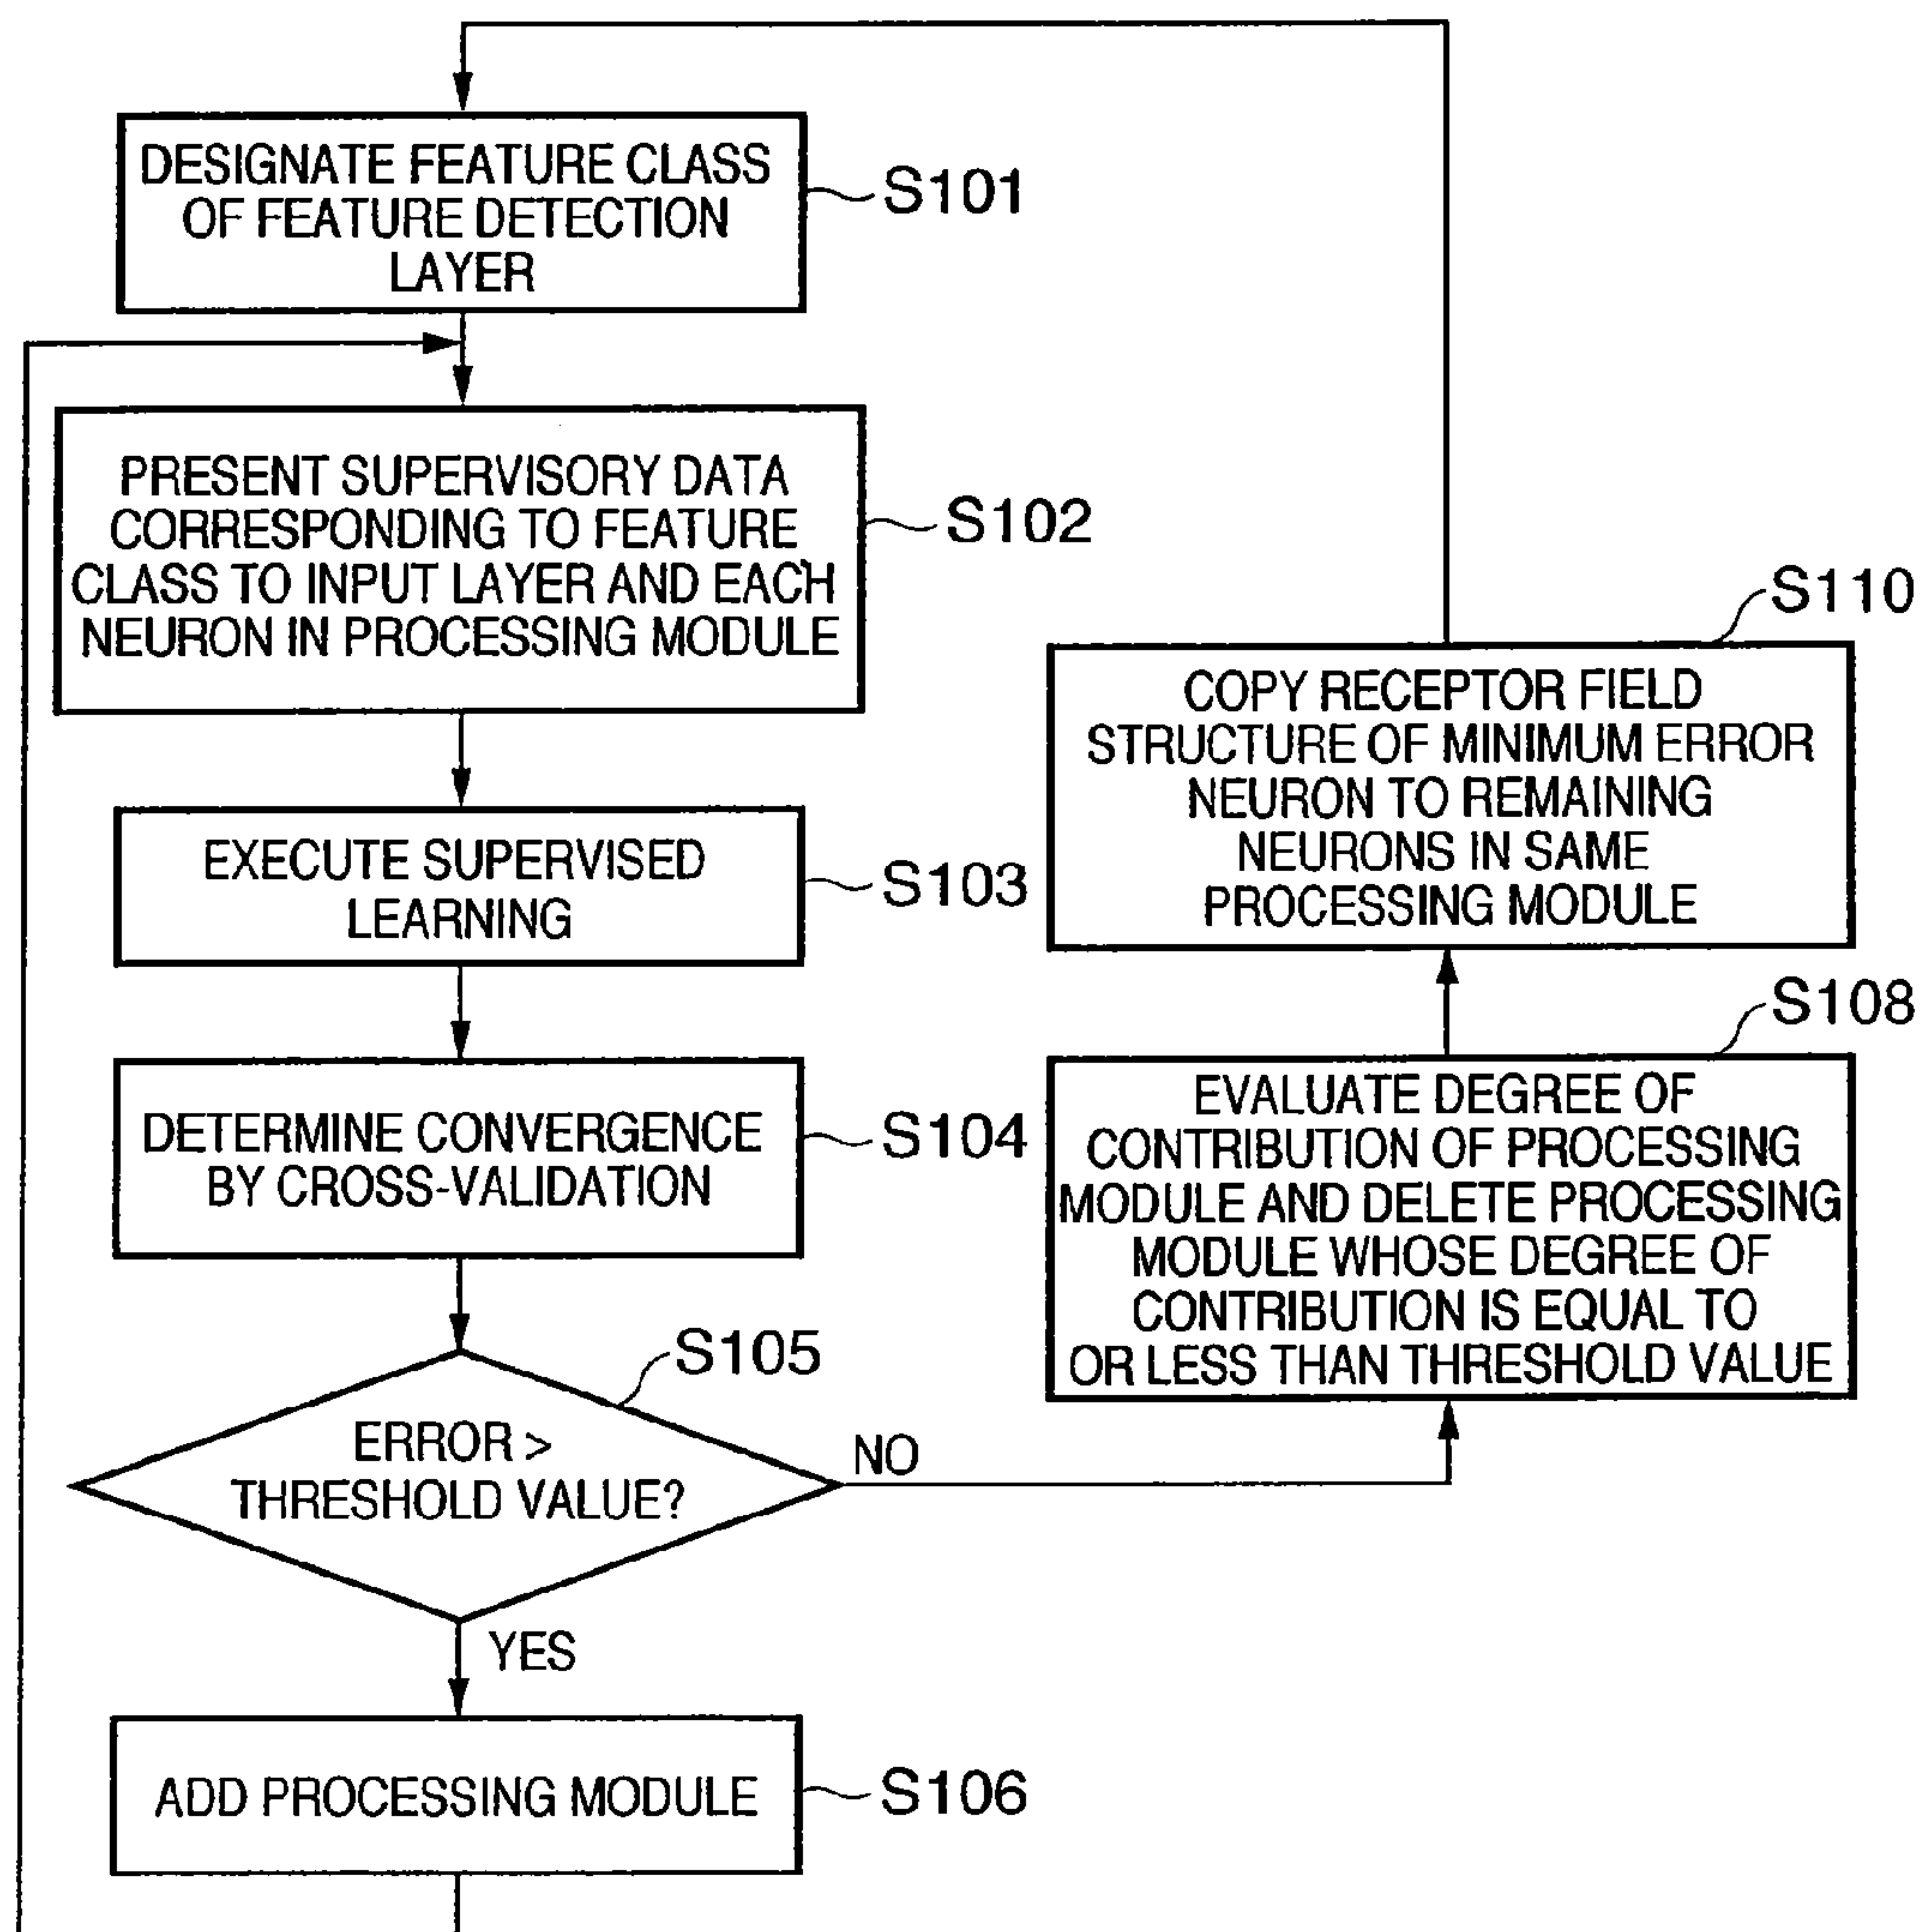 DESIGNATE FEATURE CLASS
OF FEATURE DETECTION
LAYER
S101
PRESENT SUPERVISORY DATA
CORRESPONDING TO FEATURE
CLASS TO INPUT LAYER AND EACH
NEURON IN PROCESSING MODULE
S102
EXECUTE SUPERVISED
LEARNING
S103
DETERMINE CONVERGENCE
BY CROSS-VALIDATION
S104
S105
ERROR >
THRESHOLD VALUE?
NO
YES
ADD PROCESSING MODULE
S106
S110
COPY RECEPTOR FIELD
STRUCTURE OF MINIMUM ERROR
NEURON TO REMAINING
NEURONS IN SAME
PROCESSING MODULE
S108
EVALUATE DEGREE OF
CONTRIBUTION OF PROCESSING
MODULE AND DELETE PROCESSING
MODULE WHOSE DEGREE OF
CONTRIBUTION IS EQUAL TO
OR LESS THAN THRESHOLD VALUE